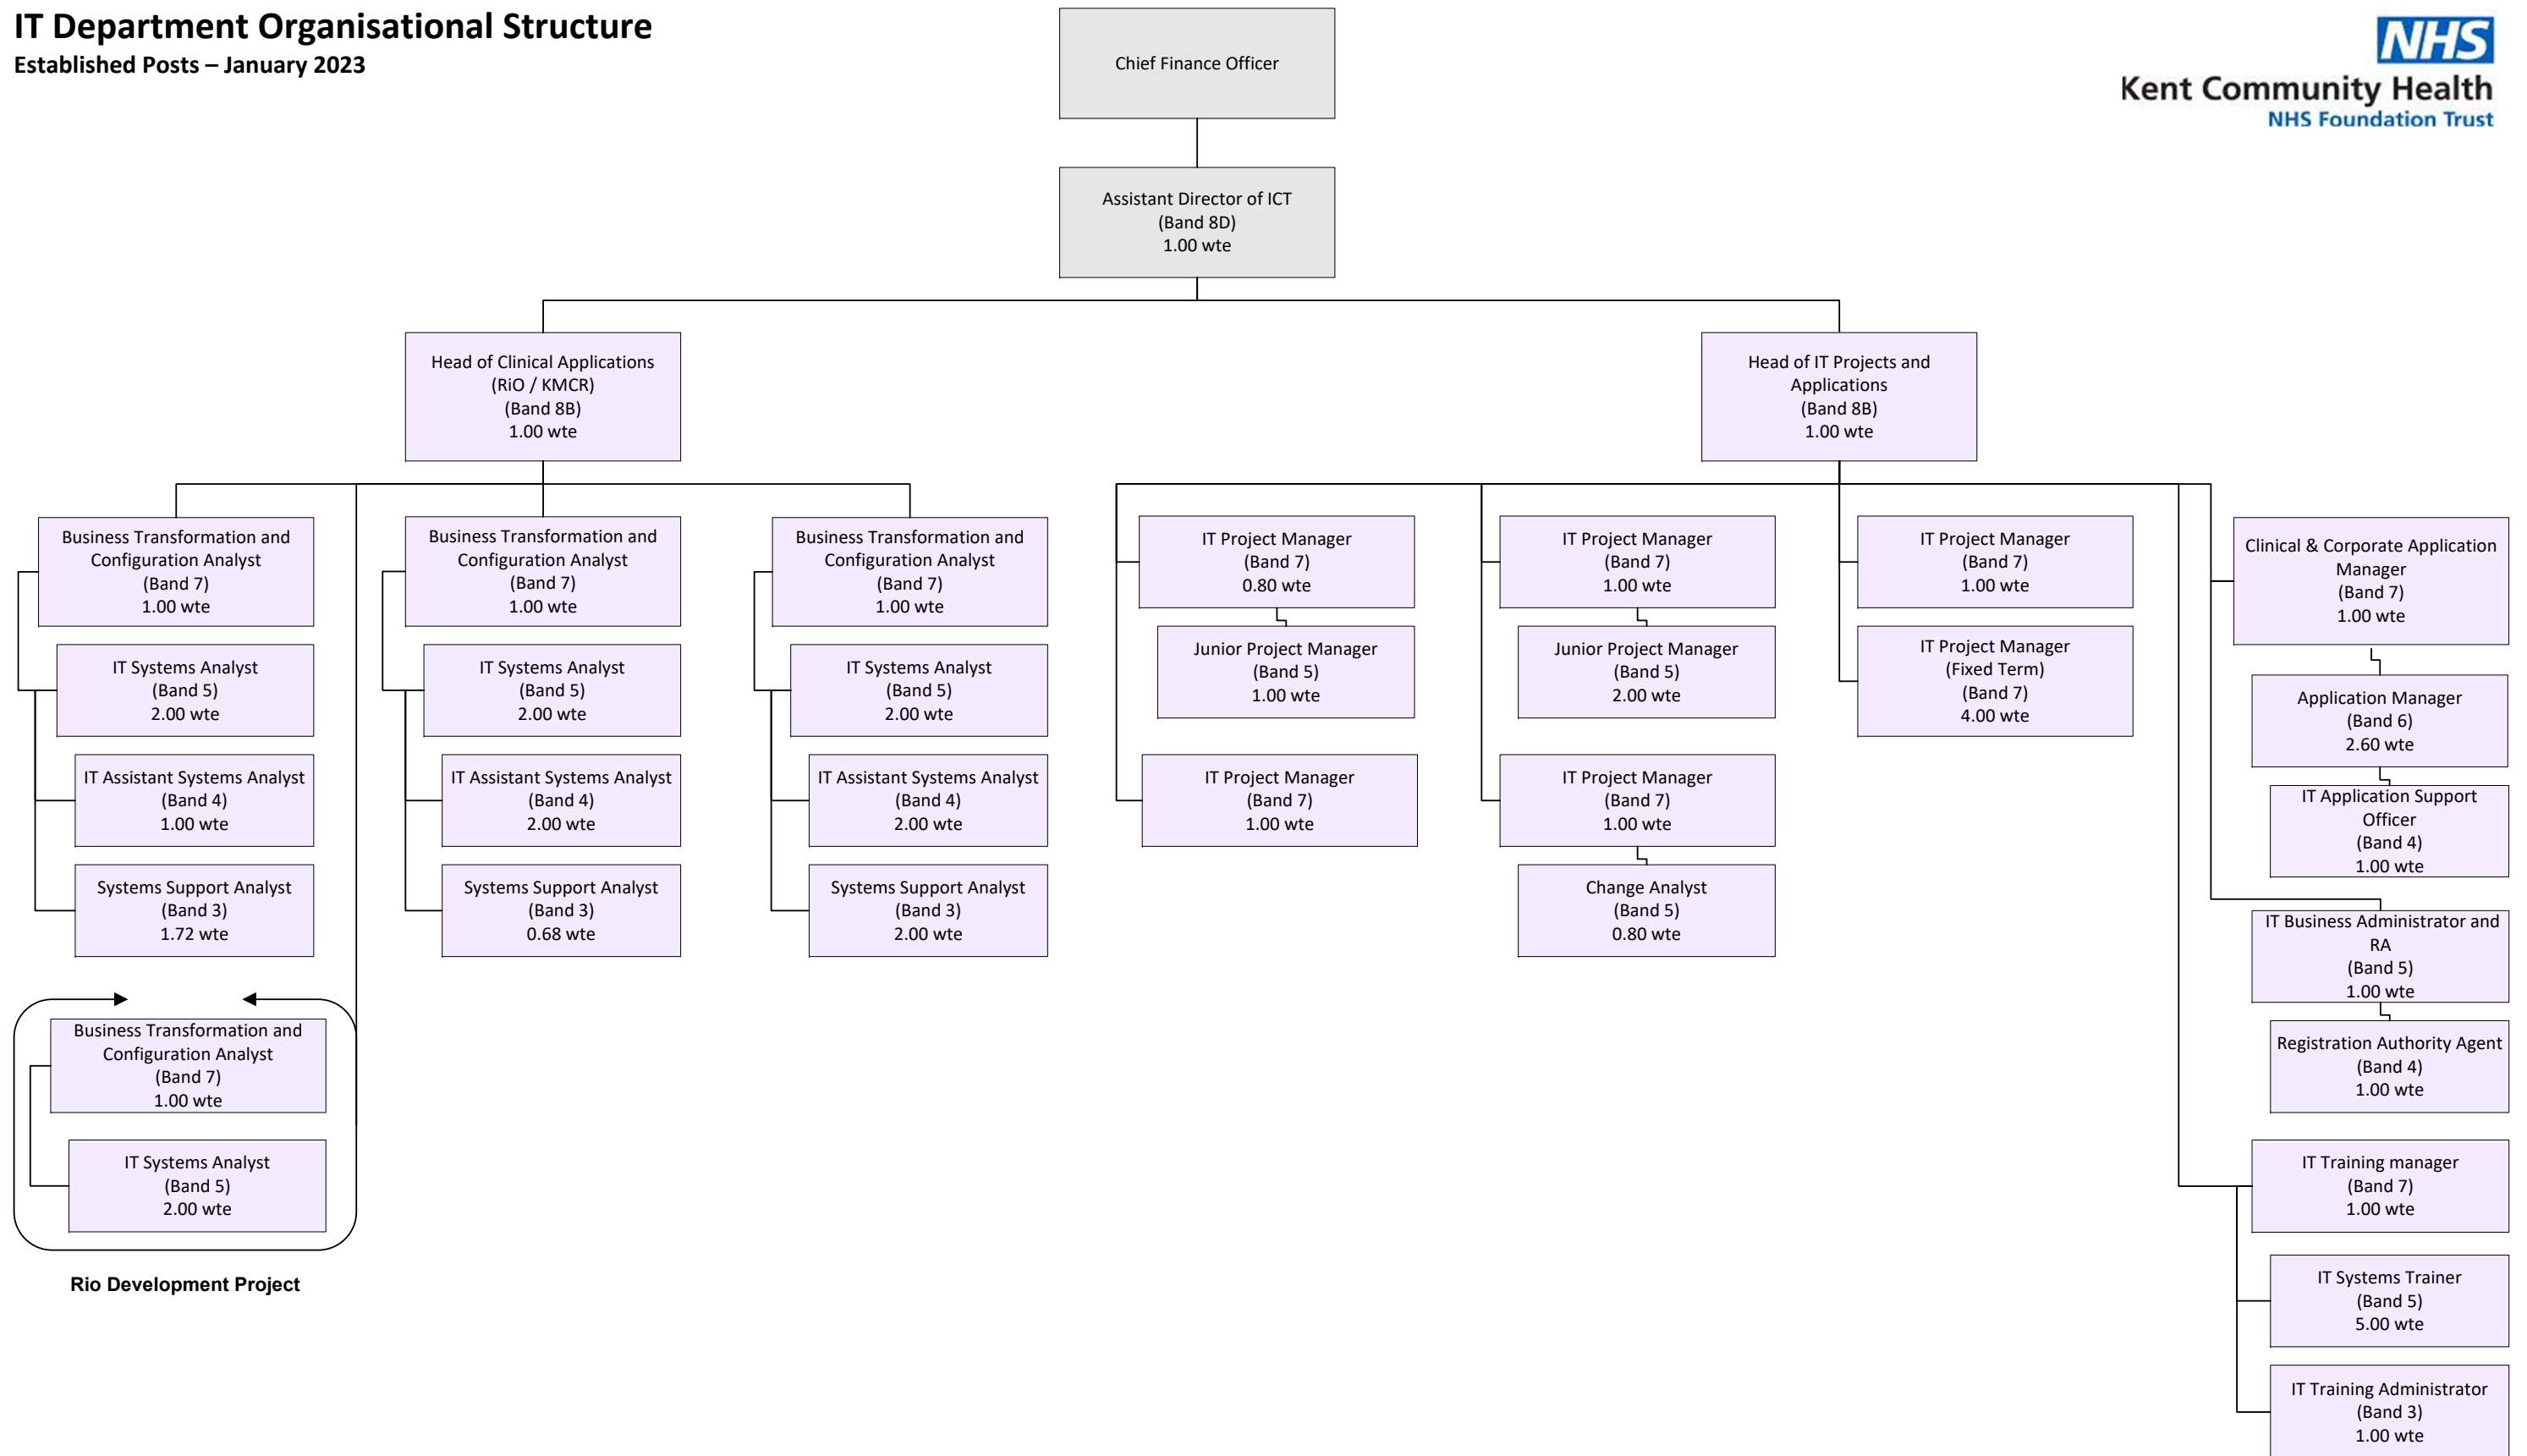 IT Department Organisational Structure
Established Posts – January 2023
NHS
Kent Community Health
NHS Foundation Trust
Chief Finance Officer
Assistant Director of ICT
(Band 8D)
1.00 wte
Head of Clinical Applications
(RiO / KMCR)
(Band 8B)
1.00 wte
Head of IT Projects and
Applications
(Band 8B)
1.00 wte
Business Transformation and
Configuration Analyst
(Band 7)
1.00 wte
IT Systems Analyst
(Band 5)
2.00 wte
IT Assistant Systems Analyst
(Band 4)
1.00 wte
Systems Support Analyst
(Band 3)
1.72 wte
Business Transformation and
Configuration Analyst
(Band 7)
1.00 wte
IT Systems Analyst
(Band 5)
2.00 wte
Rio Development Project
Business Transformation and
Configuration Analyst
(Band 7)
1.00 wte
IT Systems Analyst
(Band 5)
2.00 wte
IT Assistant Systems Analyst
(Band 4)
2.00 wte
Systems Support Analyst
(Band 3)
0.68 wte
Business Transformation and
Configuration Analyst
(Band 7)
1.00 wte
IT Systems Analyst
(Band 5)
2.00 wte
IT Assistant Systems Analyst
(Band 4)
2.00 wte
Systems Support Analyst
(Band 3)
2.00 wte
IT Project Manager
(Band 7)
0.80 wte
Junior Project Manager
(Band 5)
1.00 wte
IT Project Manager
(Band 7)
1.00 wte
IT Project Manager
(Band 7)
1.00 wte
Junior Project Manager
(Band 5)
2.00 wte
IT Project Manager
(Band 7)
1.00 wte
Change Analyst
(Band 5)
0.80 wte
IT Project Manager
(Band 7)
1.00 wte
IT Project Manager
(Fixed Term)
(Band 7)
4.00 wte
Clinical & Corporate Application
Manager
(Band 7)
1.00 wte
Application Manager
(Band 6)
2.60 wte
IT Application Support
Officer
(Band 4)
1.00 wte
IT Business Administrator and
RA
(Band 5)
1.00 wte
Registration Authority Agent
(Band 4)
1.00 wte
IT Training manager
(Band 7)
1.00 wte
IT Systems Trainer
(Band 5)
5.00 wte
IT Training Administrator
(Band 3)
1.00 wte